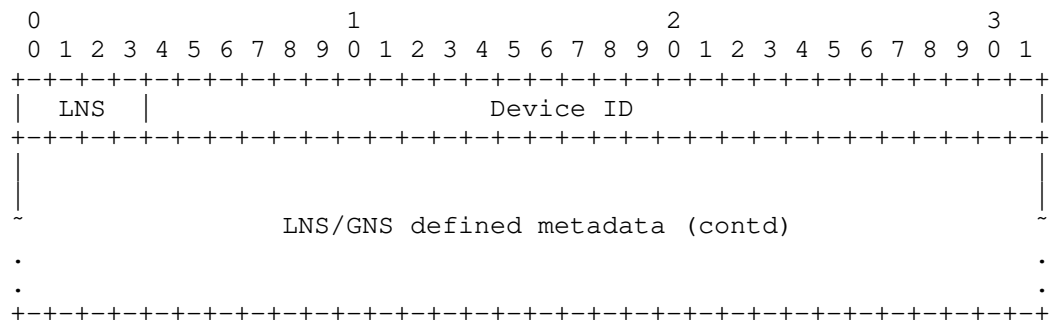 0                   1                   2                   3
 0 1 2 3 4 5 6 7 8 9 0 1 2 3 4 5 6 7 8 9 0 1 2 3 4 5 6 7 8 9 0 1
+-+-+-+-+-+-+-+-+-+-+-+-+-+-+-+-+-+-+-+-+-+-+-+-+-+-+-+-+-+-+-+-+
|  LNS  |                     Device ID                         |
+-+-+-+-+-+-+-+-+-+-+-+-+-+-+-+-+-+-+-+-+-+-+-+-+-+-+-+-+-+-+-+-+
|                                                               |
|                                                               |
~                LNS/GNS defined metadata (contd)               ~
.                                                               .
.                                                               .
+-+-+-+-+-+-+-+-+-+-+-+-+-+-+-+-+-+-+-+-+-+-+-+-+-+-+-+-+-+-+-+-+